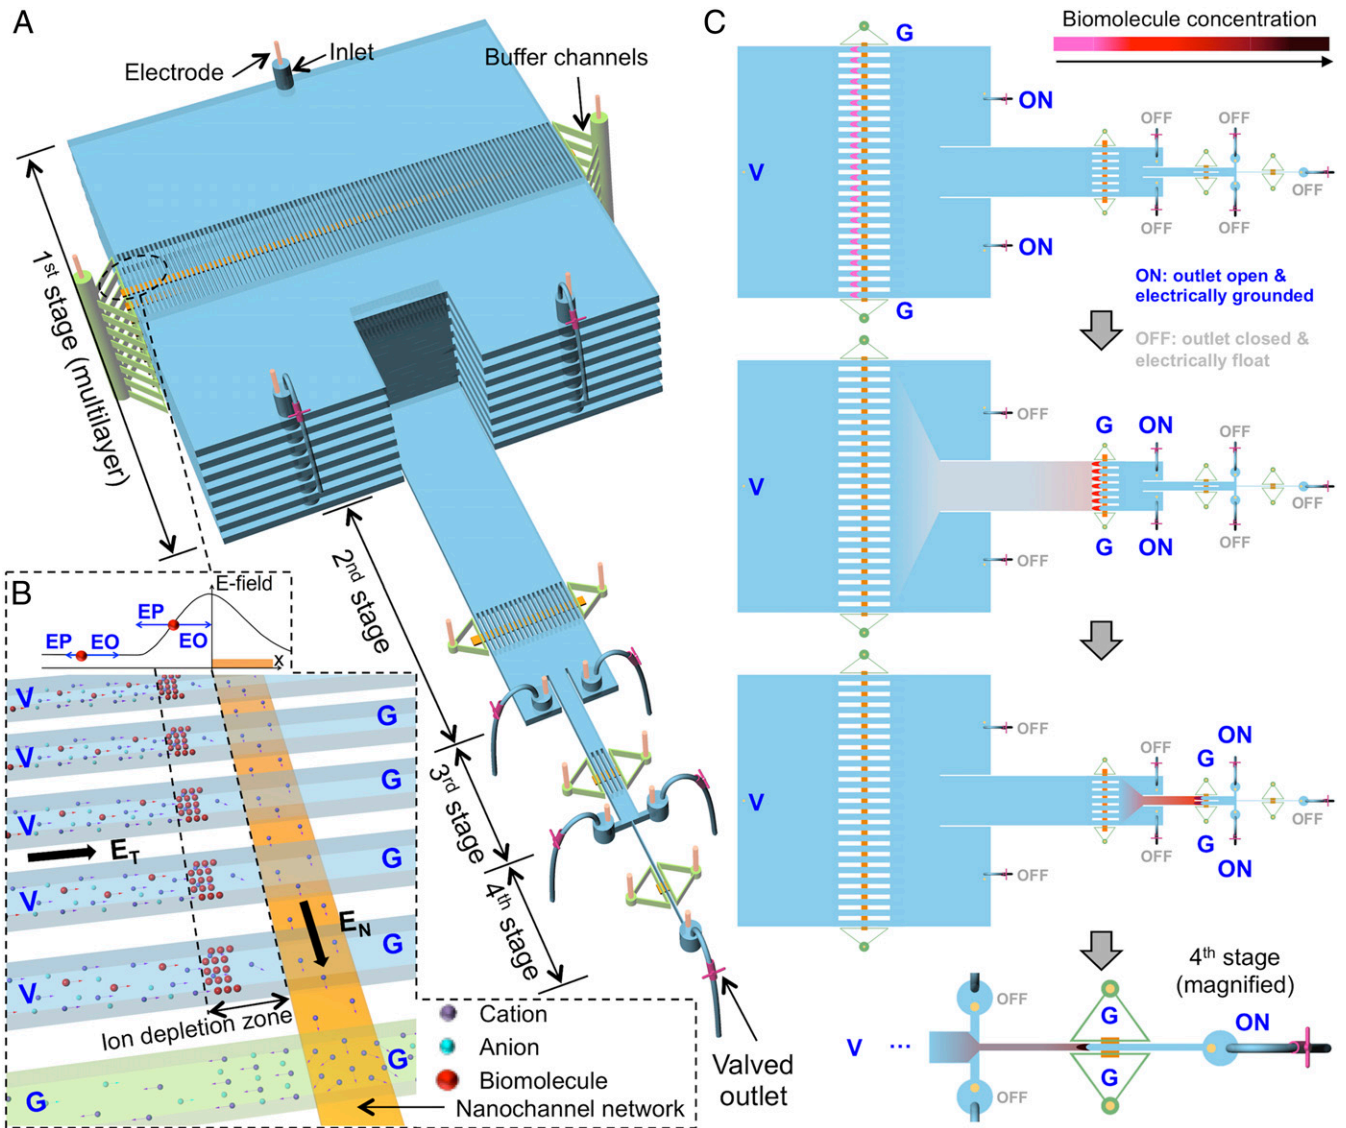 A
Electrode
Inlet
Buffer channels
1st stage (multilayer)
2nd stage
3rd stage
4th stage
Valved
outlet
B
E-field
EP
EO
EP
EO
x
V
G
V
G
V
G
ET
V
G
EN
V
G
Ion depletion zone
G
G
Cation
Anion
Biomolecule
Nanochannel network
C
Biomolecule concentration
G
ON
OFF
OFF
V
OFF
OFF
OFF
ON
G
ON: outlet open &
electrically grounded
OFF: outlet closed &
electrically float
OFF
G
ON
OFF
V
OFF
G
ON
OFF
OFF
OFF
ON
OFF
G
V
OFF
OFF
G
OFF
ON
4th stage
(magnified)
OFF
G
ON
V
...
G
OFF